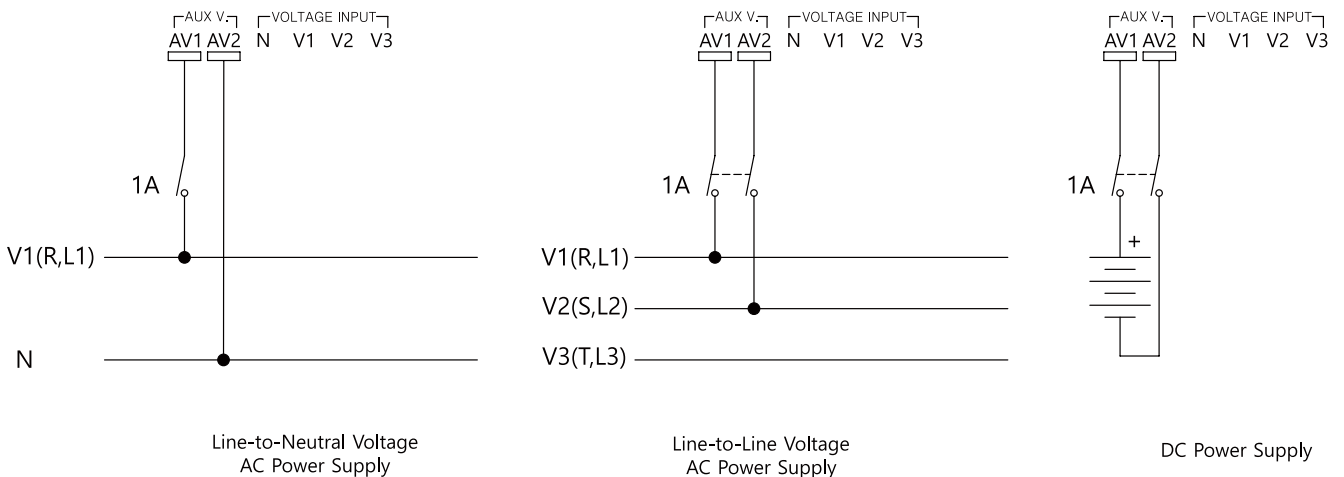 AUX V. VOLTAGE INPUT
AV1 AV2 N V1 V2 V3
1A
V1(R,L1)
N
Line-to-Neutral Voltage
AC Power Supply
AUX V. VOLTAGE INPUT
AV1 AV2 N V1 V2 V3
1A
V1(R,L1)
V2(S,L2)
V3(T,L3)
Line-to-Line Voltage
AC Power Supply
AUX V. VOLTAGE INPUT
AV1 AV2 N V1 V2 V3
1A
+
DC Power Supply